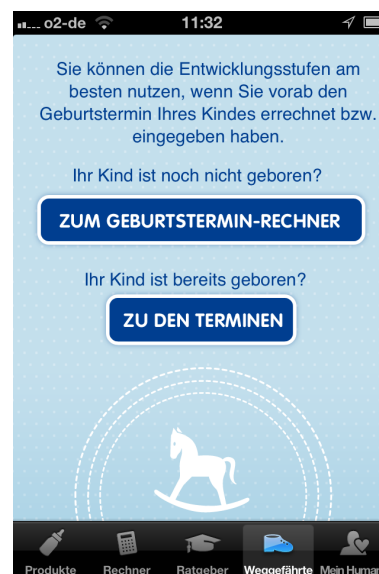 o2-de 11:32
Sie können die Entwicklungsstufen am
besten nutzen, wenn Sie vorab den
Geburtstermin Ihres Kindes errechnet bzw.
eingegeben haben.
Ihr Kind ist noch nicht geboren?
ZUM GEBURTSTERMIN-RECHNER
Ihr Kind ist bereits geboren?
ZU DEN TERMINEN
Produkte Rechner Ratgeber Weggefährte Mein Human